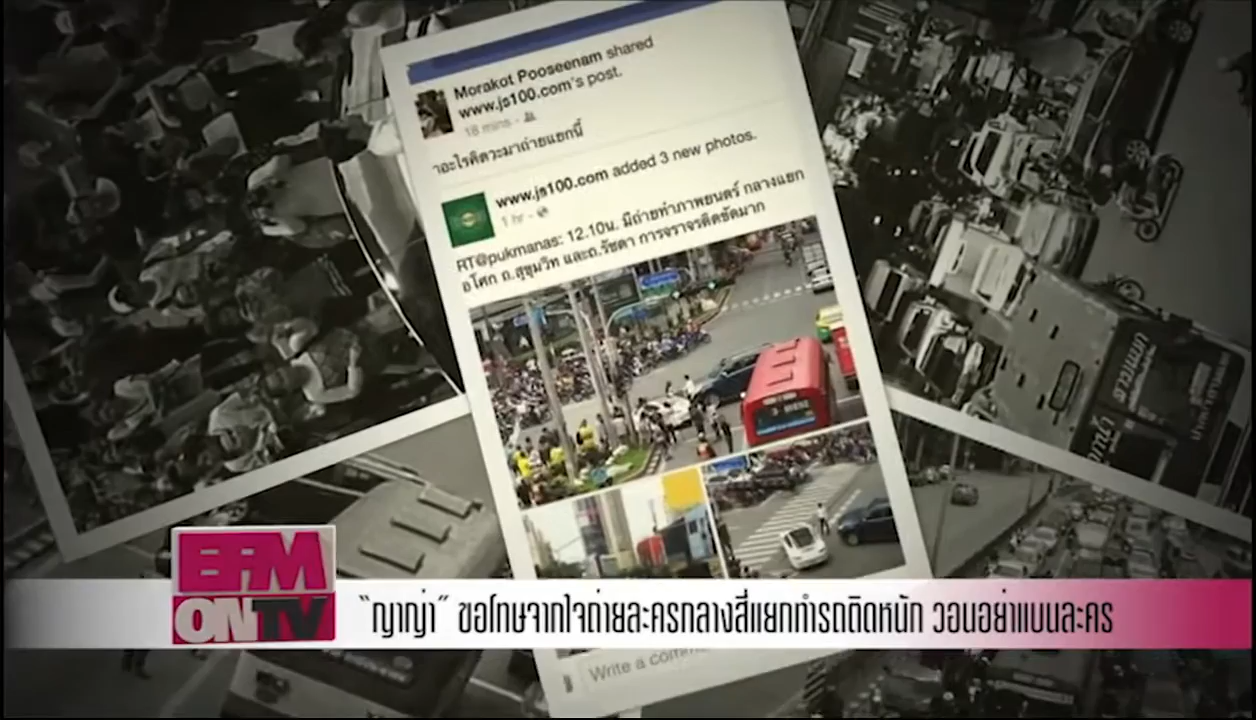 Morakot Pooseenam shared
www.js100.com's post.
18 mins
าอะไรคิดวะมาถ่ายแยกนี้
www.js100.com added 3 new photos.
1 hr
RT@pukmanas: 12.10น. มีถ่ายทำภาพยนตร์ กลางแยก
อโศก ถ.สุขุมวิท และถ.รัชดา การจราจรติดขัดมาก
EFM
ON TV
"ญาญ่า" ขอโทษจากใจถ่ายละครกลางสี่แยกทำรถติดหนัก วอนอย่าแบนละคร
Write a comm